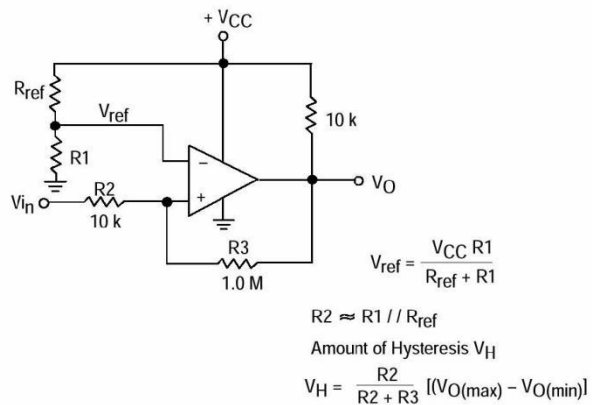 + VCC
Rref
Vref
10 k
R1
−
VO
Vin
R2
+
10 k
R3
1.0 M
Vref = VCC R1 / Rref + R1
R2 ≈ R1 // Rref
Amount of Hysteresis VH
VH = R2 / R2 + R3 [(VO(max) − VO(min)]